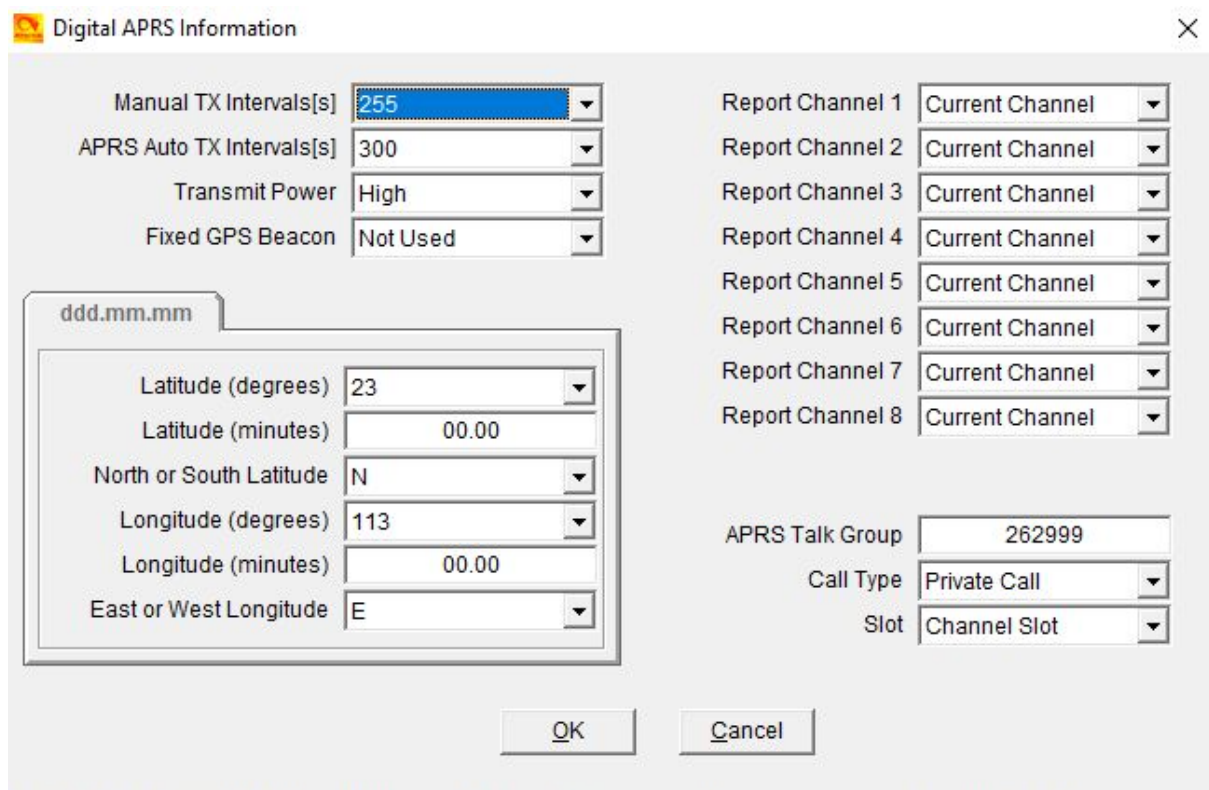 Digital APRS Information
Manual TX Intervals[s] 255
APRS Auto TX Intervals[s] 300
Transmit Power High
Fixed GPS Beacon Not Used
ddd.mm.mm
Latitude (degrees) 23
Latitude (minutes) 00.00
North or South Latitude N
Longitude (degrees) 113
Longitude (minutes) 00.00
East or West Longitude E
Report Channel 1 Current Channel
Report Channel 2 Current Channel
Report Channel 3 Current Channel
Report Channel 4 Current Channel
Report Channel 5 Current Channel
Report Channel 6 Current Channel
Report Channel 7 Current Channel
Report Channel 8 Current Channel
APRS Talk Group 262999
Call Type Private Call
Slot Channel Slot
OK Cancel